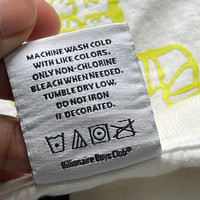 MACHINE WASH COLD
WITH LIKE COLORS,
ONLY NON-CHLORINE
BLEACH WHEN NEEDED.
TUMBLE DRY LOW.
DO NOT IRON
IF DECORATED.
Billionaire Boys Club®